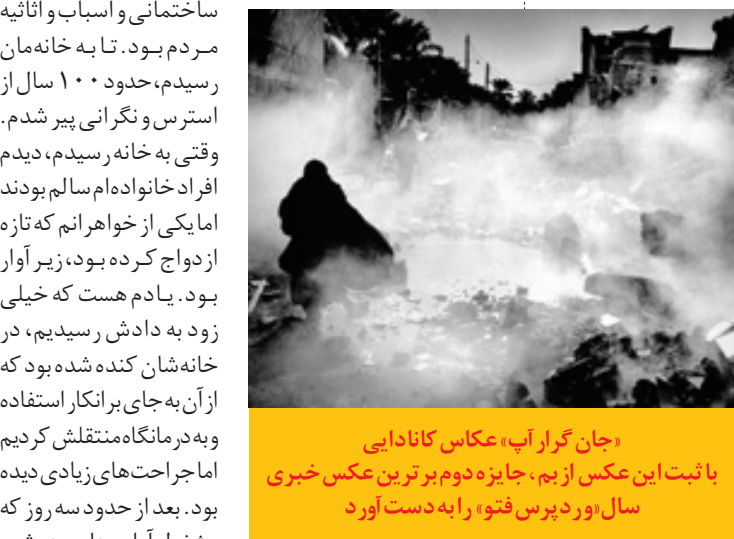 ساختمانی و اسباب و اثاثیه
مردم بود. تا به خانه‌مان
رسیدم، حدود ۱۰۰ سال از
استرس و نگرانی پیر شدم.
وقتی به خانه رسیدم، دیدم
افراد خانواده‌ام سالم بودند
اما یکی از خواهرانم که تازه
ازدواج کرده بود، زیر آوار
بود. یادم هست که خیلی
زود به دادش رسیدیم، در
خانه‌شان کنده شده بود که
از آن به جای برانکار استفاده
و به درمانگاه منتقلش کردیم
اما جراحت‌های زیادی دیده
بود. بعد از حدود سه روز که
«جان گرار آپ» عکاس کانادایی
با ثبت این عکس از بم، جایزه دوم برترین عکس خبری
سال «وردپرس فتو» را به دست آورد